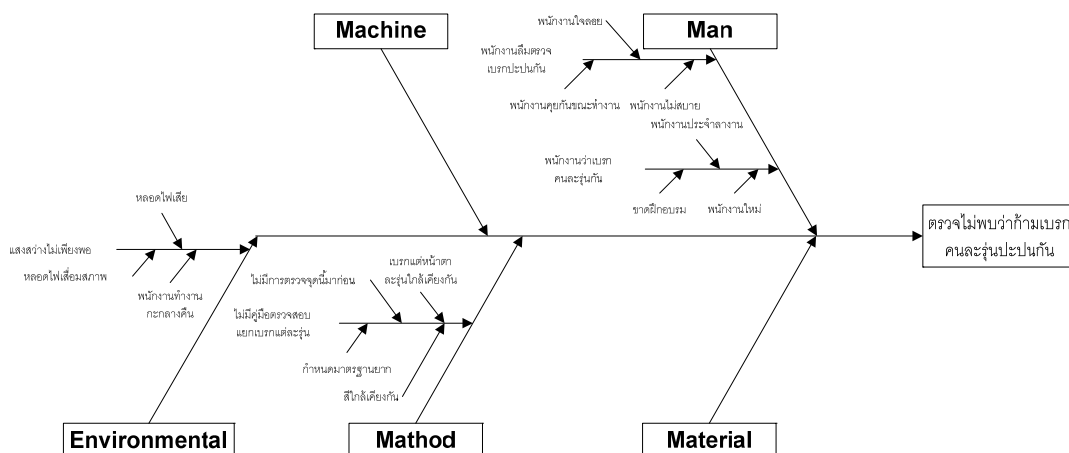 Machine
Man
พนักงานใจลอย
พนักงานลืมตรวจ
เบรกปะปนกัน
พนักงานคุยกันขณะทำงาน
พนักงานไม่สบาย
พนักงานประจำลางาน
พนักงานว่าเบรก
คนละรุ่นกัน
ขาดฝึกอบรม
พนักงานใหม่
หลอดไฟเสีย
แสงสว่างไม่เพียงพอ
หลอดไฟเสื่อมสภาพ
พนักงานทำงาน
กะกลางคืน
ตรวจไม่พบว่าก้ามเบรก
คนละรุ่นปะปนกัน
เบรกแต่หน้าตา
ละรุ่นใกล้เคียงกัน
ไม่มีการตรวจจุดนี้มาก่อน
ไม่มีคู่มือตรวจสอบ
แยกเบรกแต่ละรุ่น
กำหนดมาตรฐานยาก
สีใกล้เคียงกัน
Environmental
Mathod
Material